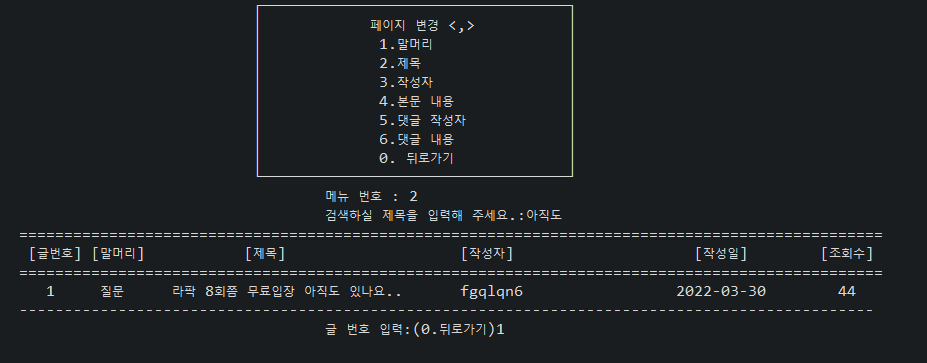 페이지 변경 <,>
1.말머리
2.제목
3.작성자
4.본문 내용
5.댓글 작성자
6.댓글 내용
0. 뒤로가기
메뉴 번호 : 2
검색하실 제목을 입력해 주세요.:아직도
[글번호] [말머리] [제목] [작성자] [작성일] [조회수]
1 질문 라팍 8회쯤 무료입장 아직도 있나요.. fgqlqn6 2022-03-30 44
글 번호 입력:(0.뒤로가기)1